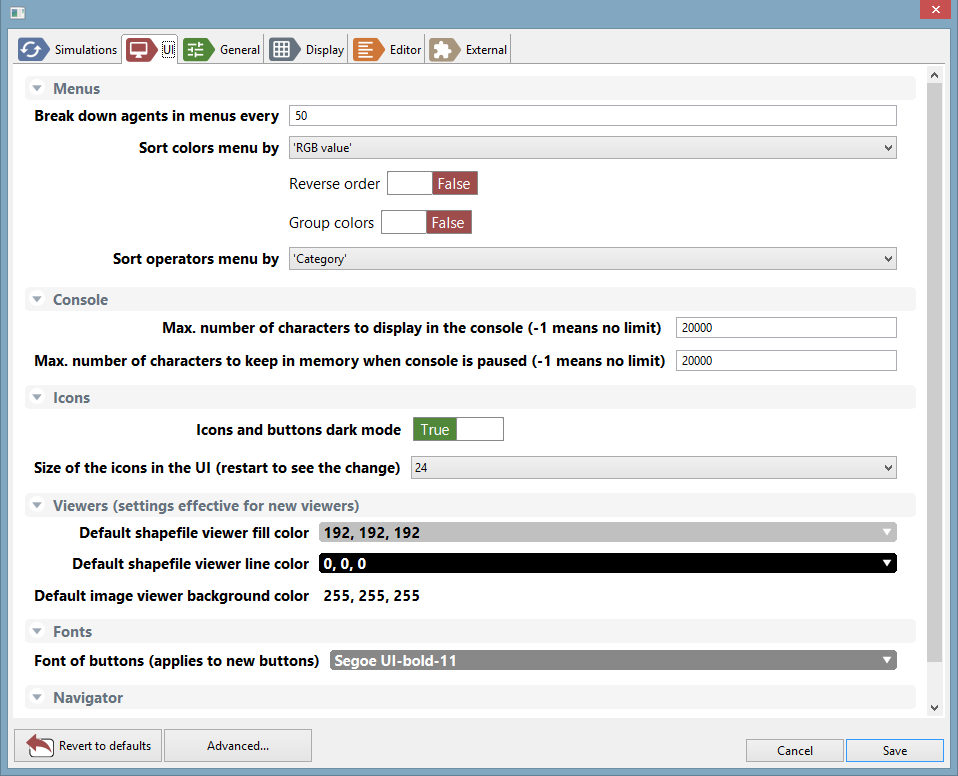 Simulations UI General Display Editor External
Menus
Break down agents in menus every 50
Sort colors menu by 'RGB value'
Reverse order False
Group colors False
Sort operators menu by 'Category'
Console
Max. number of characters to display in the console (-1 means no limit) 20000
Max. number of characters to keep in memory when console is paused (-1 means no limit) 20000
Icons
Icons and buttons dark mode True
Size of the icons in the UI (restart to see the change) 24
Viewers (settings effective for new viewers)
Default shapefile viewer fill color 192, 192, 192
Default shapefile viewer line color 0, 0, 0
Default image viewer background color 255, 255, 255
Fonts
Font of buttons (applies to new buttons) Segoe UI-bold-11
Navigator
Revert to defaults Advanced... Cancel Save